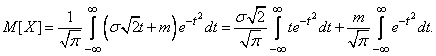 M[X] = \frac{1}{\sqrt{\pi}} \int_{-\infty}^{\infty} (\sigma\sqrt{2}t + m) e^{-t^2} dt = \frac{\sigma\sqrt{2}}{\sqrt{\pi}} \int_{-\infty}^{\infty} t e^{-t^2} dt + \frac{m}{\sqrt{\pi}} \int_{-\infty}^{\infty} e^{-t^2} dt.